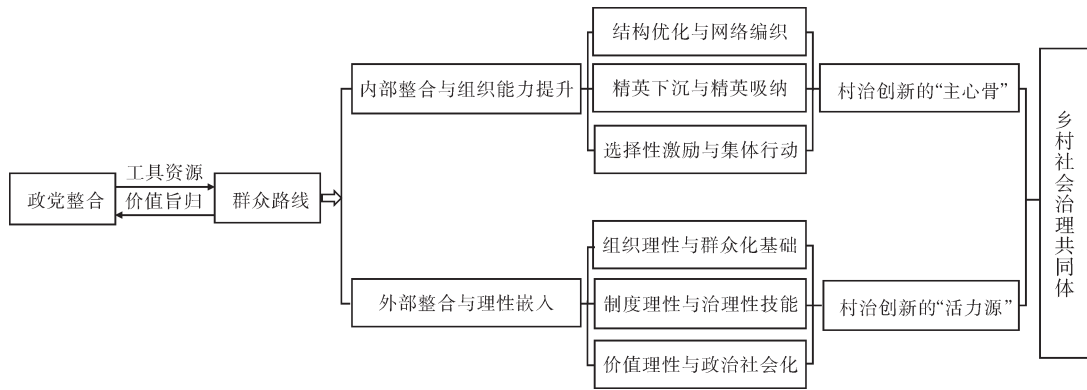 政党整合
工具资源
价值旨归
群众路线
内部整合与组织能力提升
外部整合与理性嵌入
结构优化与网络编织
精英下沉与精英吸纳
选择性激励与集体行动
组织理性与群众化基础
制度理性与治理性技能
价值理性与政治社会化
村治创新的“主心骨”
村治创新的“活力源”
乡村社会治理共同体